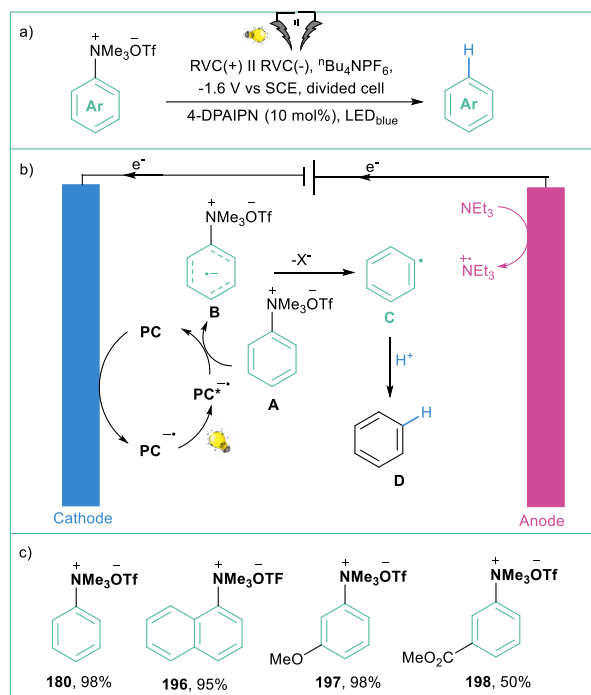 a)
+ −
NMe₃OTf
Ar
RVC(+) II RVC(-), ⁿBu₄NPF₆,
-1.6 V vs SCE, divided cell
4-DPAIPN (10 mol%), LED_blue
H
Ar
b)
e⁻
e⁻
+ −
NMe₃OTf
•−
B
-X⁻
•
C
NEt₃
+•
NEt₃
+ −
NMe₃OTf
A
PC
PC*⁻•
PC⁻•
H⁺
H
D
Cathode
Anode
c)
+ −
NMe₃OTf
180, 98%
+ −
NMe₃OTF
196, 95%
+ −
NMe₃OTf
MeO
197, 98%
+ −
NMe₃OTf
MeO₂C
198, 50%